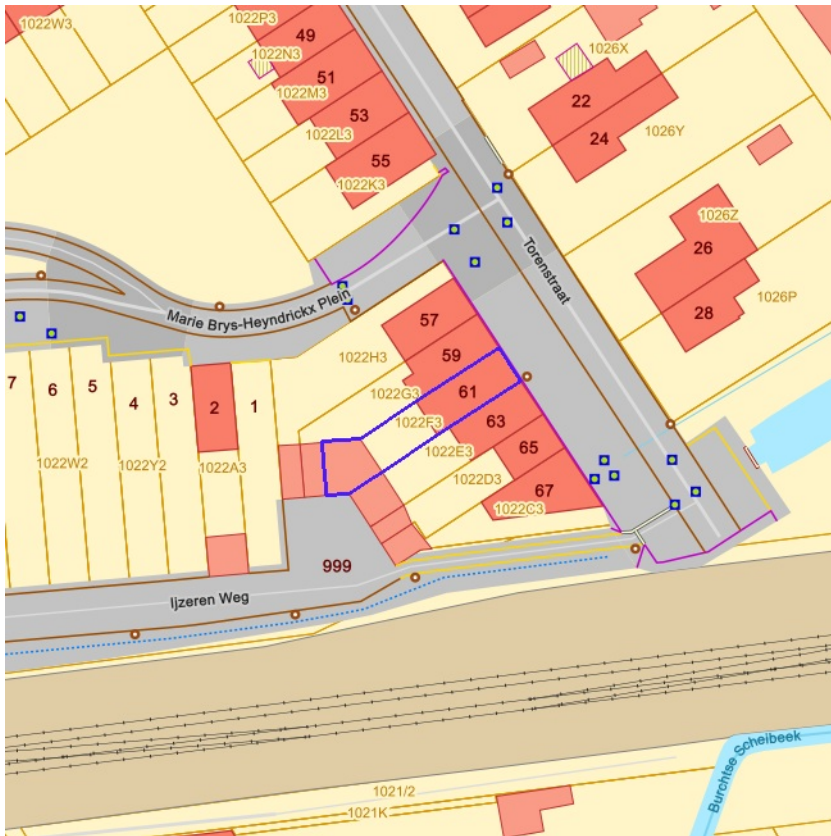 1022W3
1022P3
49
1022N3
51
1022M3
53
1022L3
55
1022K3
1026X
22
24
1026Y
1026Z
26
28
1026P
Torenstraat
Marie Brys-Heyndrickx Plein
57
1022H3
59
1022G3
61
1022F3
63
1022E3
65
1022D3
67
1022C3
7
6
5
4
3
2
1
1022W2
1022Y2
1022A3
999
Ijzeren Weg
Burchtse Scheibeek
1021/2
1021K